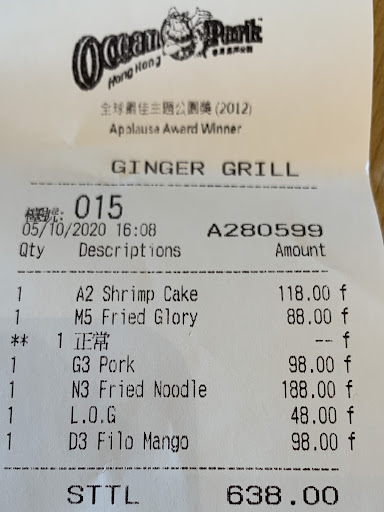 Ocean Park
Hong Kong
香港海洋公園
全球最佳主題公園獎 (2012)
Applause Award Winner
GINGER GRILL
檯號: 015
05/10/2020 16:08 A280599
Qty Descriptions Amount
1 A2 Shrimp Cake 118.00 f
1 M5 Fried Glory 88.00 f
** 1 正常 -- f
1 G3 Pork 98.00 f
1 N3 Fried Noodle 188.00 f
1 L.O.G 48.00 f
1 D3 Filo Mango 98.00 f
STTL 638.00